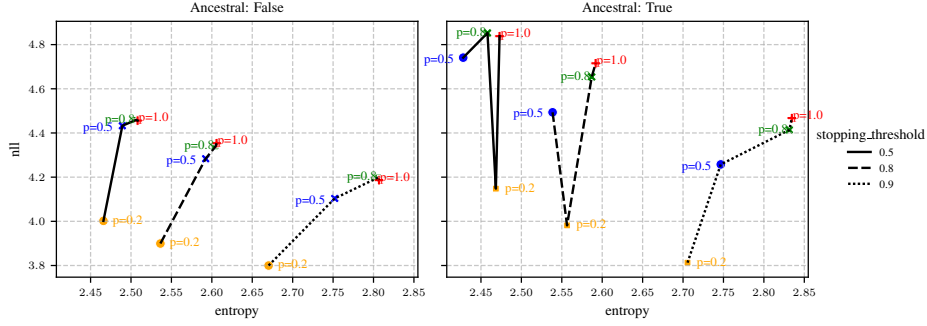 Ancestral: False
Ancestral: True
4.8
4.6
4.4
4.2
4.0
3.8
nll
p=0.2
p=0.5
p=0.8
p=1.0
p=0.2
p=0.5
p=0.8
p=1.0
p=0.2
p=0.5
p=0.8
p=1.0
2.45 2.50 2.55 2.60 2.65 2.70 2.75 2.80 2.85
entropy
p=0.5
p=0.8
p=1.0
p=0.2
p=0.5
p=0.8
p=1.0
p=0.2
p=0.5
p=0.8
p=1.0
p=0.2
2.45 2.50 2.55 2.60 2.65 2.70 2.75 2.80 2.85
entropy
stopping_threshold
0.5
0.8
0.9